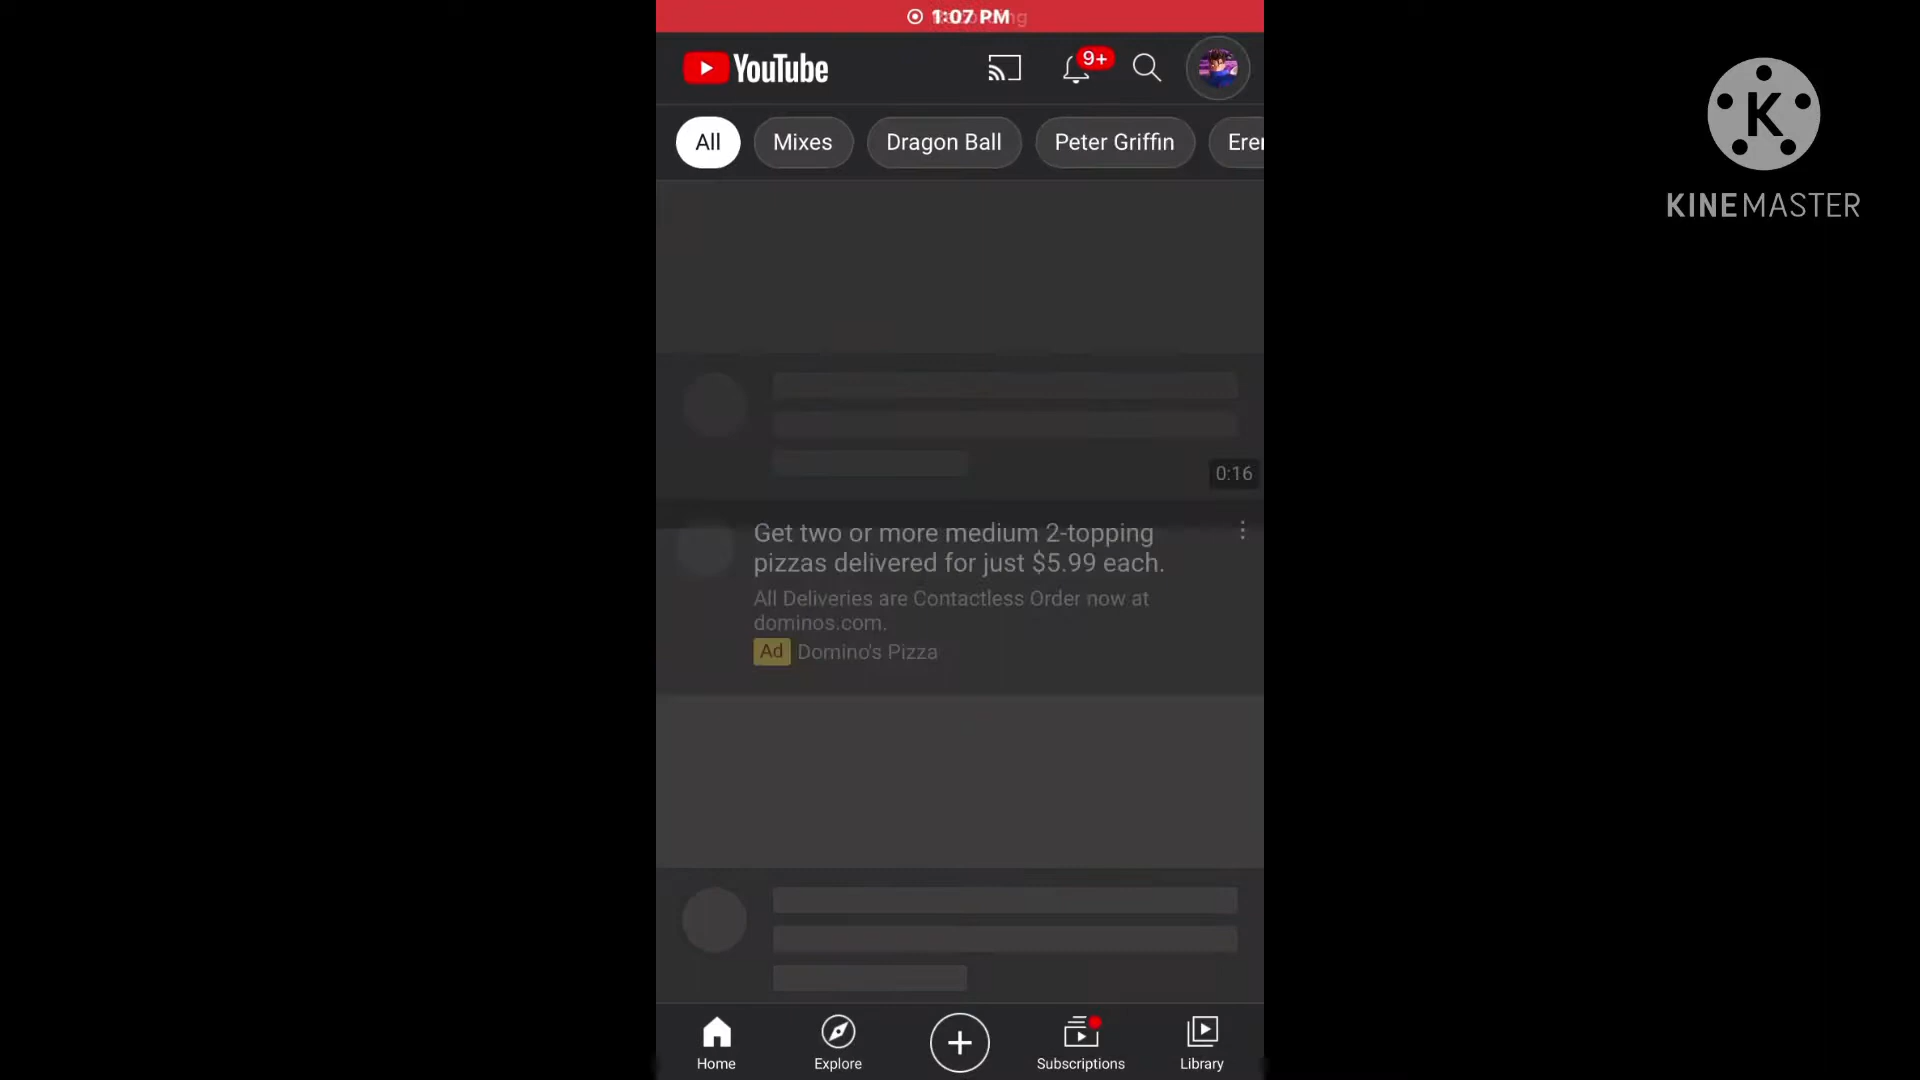 1:07 PM
YouTube
9+
All
Mixes
Dragon Ball
Peter Griffin
Erer
K
KINEMASTER
0:16
Get two or more medium 2-topping
pizzas delivered for just $5.99 each.
All Deliveries are Contactless Order now at
dominos.com.
Ad Domino's Pizza
Home
Explore
Subscriptions
Library